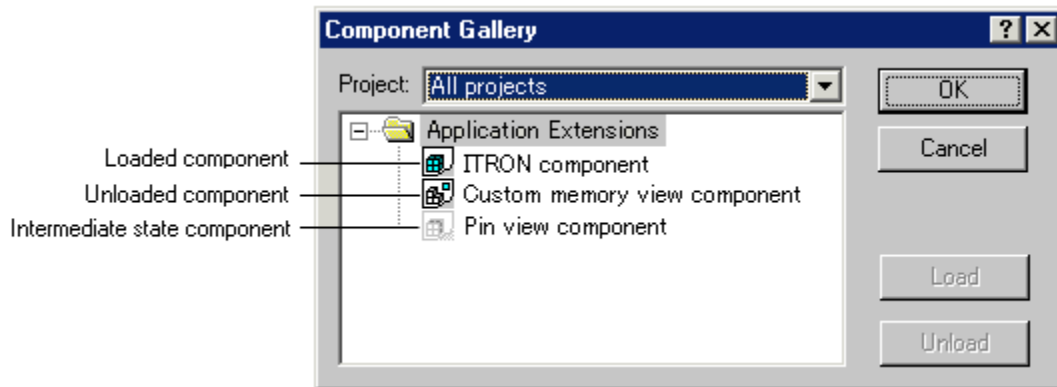 Component Gallery
Project: All projects
OK
Application Extensions
Cancel
Loaded component
ITRON component
Unloaded component
Custom memory view component
Intermediate state component
Pin view component
Load
Unload